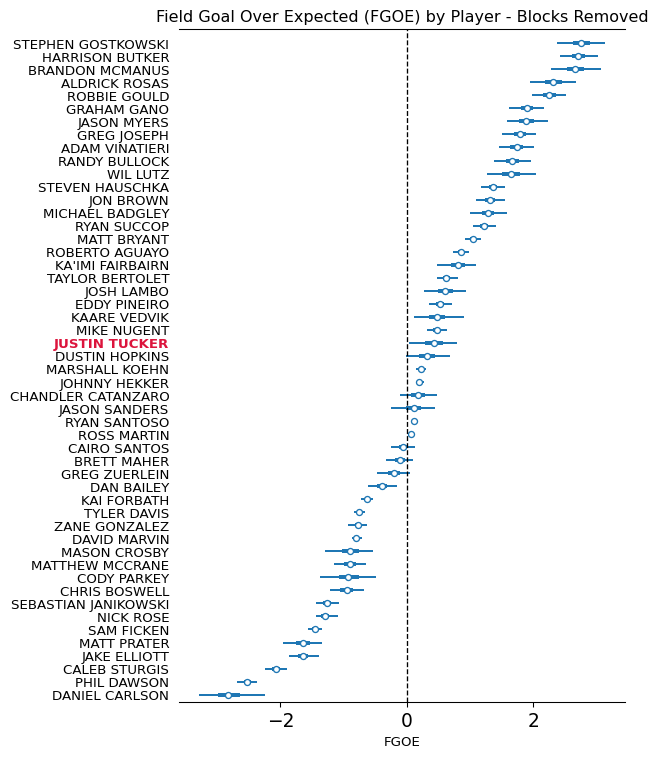 Field Goal Over Expected (FGOE) by Player - Blocks Removed
STEPHEN GOSTKOWSKI
HARRISON BUTKER
BRANDON MCMANUS
ALDRICK ROSAS
ROBBIE GOULD
GRAHAM GANO
JASON MYERS
GREG JOSEPH
ADAM VINATIERI
RANDY BULLOCK
WIL LUTZ
STEVEN HAUSCHKA
JON BROWN
MICHAEL BADGLEY
RYAN SUCCOP
MATT BRYANT
ROBERTO AGUAYO
KA'IMI FAIRBAIRN
TAYLOR BERTOLET
JOSH LAMBO
EDDY PINEIRO
KAARE VEDVIK
MIKE NUGENT
JUSTIN TUCKER
DUSTIN HOPKINS
MARSHALL KOEHN
JOHNNY HEKKER
CHANDLER CATANZARO
JASON SANDERS
RYAN SANTOSO
ROSS MARTIN
CAIRO SANTOS
BRETT MAHER
GREG ZUERLEIN
DAN BAILEY
KAI FORBATH
TYLER DAVIS
ZANE GONZALEZ
DAVID MARVIN
MASON CROSBY
MATTHEW MCCRANE
CODY PARKEY
CHRIS BOSWELL
SEBASTIAN JANIKOWSKI
NICK ROSE
SAM FICKEN
MATT PRATER
JAKE ELLIOTT
CALEB STURGIS
PHIL DAWSON
DANIEL CARLSON
−2 0 2
FGOE